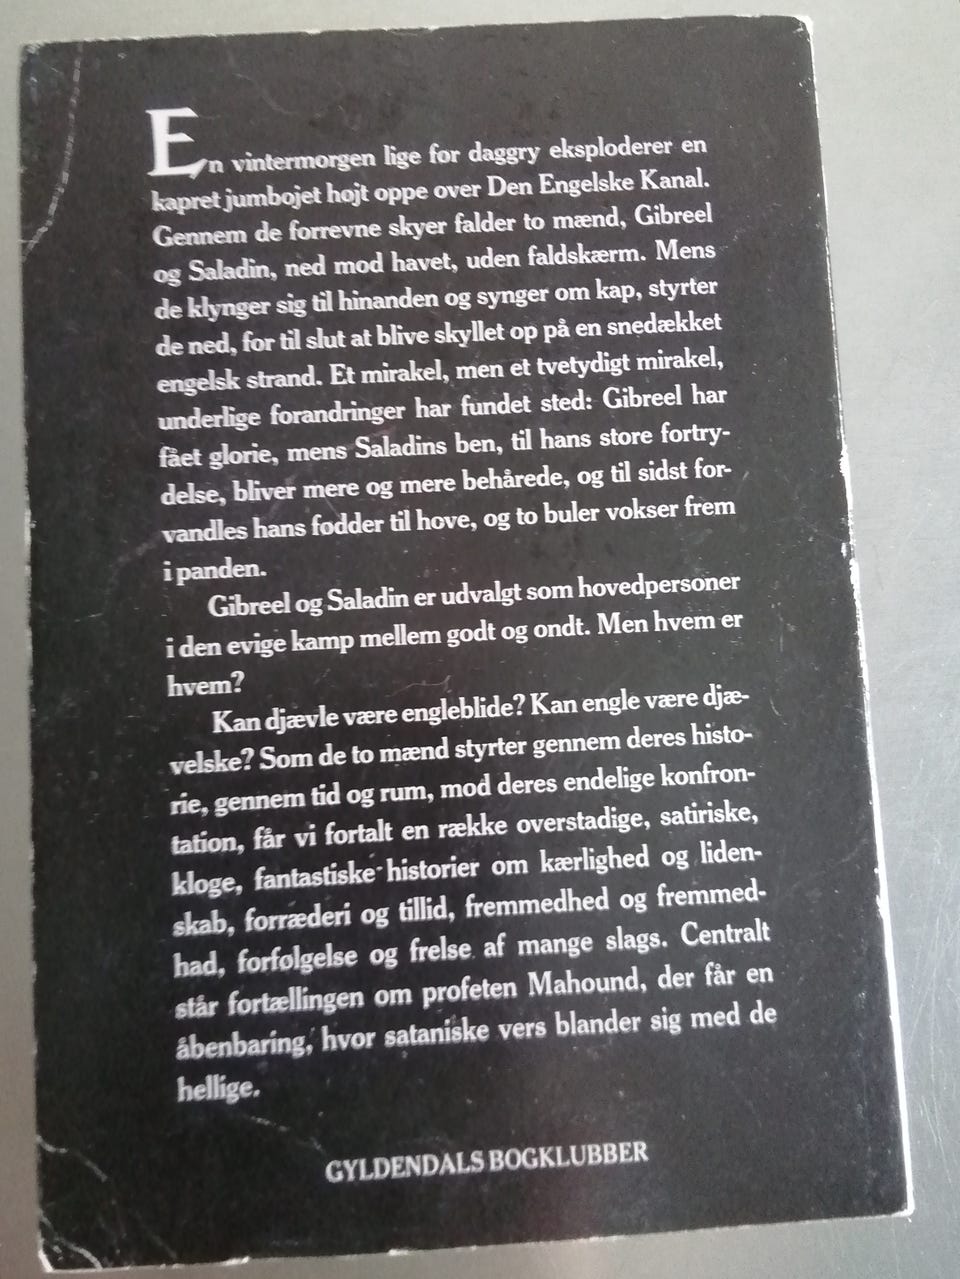 En vintermorgen lige før daggry eksploderer en
kapret jumbojet højt oppe over Den Engelske Kanal.
Gennem de forrevne skyer falder to mænd, Gibreel
og Saladin, ned mod havet, uden faldskærm. Mens
de klynger sig til hinanden og synger om kap, styrter
de ned, for til slut at blive skyllet op på en snedækket
engelsk strand. Et mirakel, men et tvetydigt mirakel,
underlige forandringer har fundet sted: Gibreel har
fået glorie, mens Saladins ben, til hans store fortry-
delse, bliver mere og mere behårede, og til sidst for-
vandles hans fødder til hove, og to buler vokser frem
i panden.
Gibreel og Saladin er udvalgt som hovedpersoner
i den evige kamp mellem godt og ondt. Men hvem er
hvem?
Kan djævle være engleblide? Kan engle være djæ-
velske? Som de to mænd styrter gennem deres histo-
rie, gennem tid og rum, mod deres endelige konfron-
tation, får vi fortalt en række overstadige, satiriske,
kloge, fantastiske historier om kærlighed og liden-
skab, forræderi og tillid, fremmedhed og fremmed-
had, forfølgelse og frelse af mange slags. Centralt
står fortællingen om profeten Mahound, der får en
åbenbaring, hvor sataniske vers blander sig med de
hellige.
GYLDENDALS BOGKLUBBER